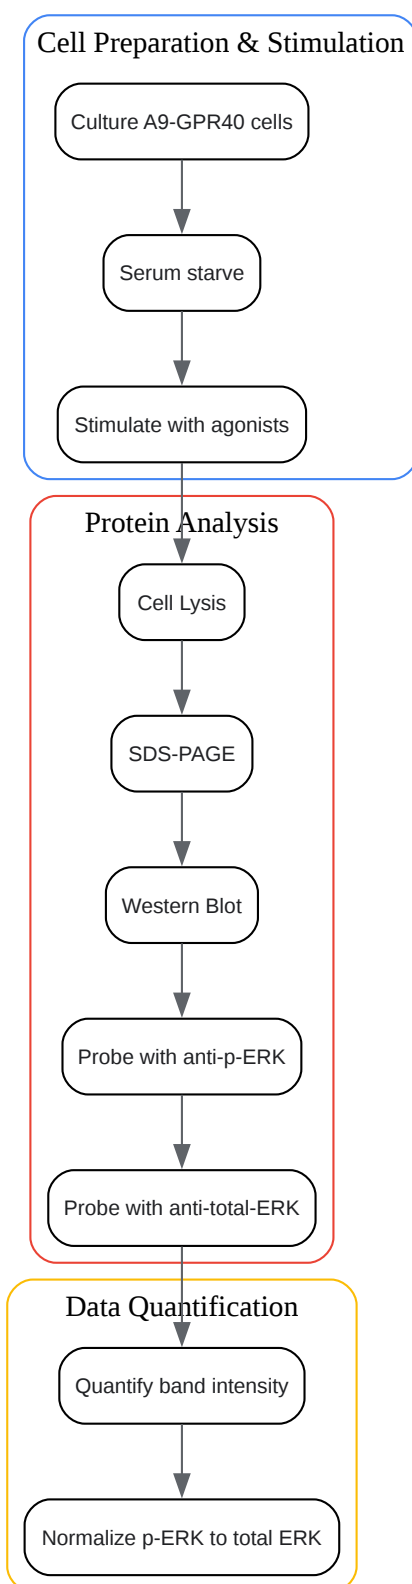 Cell Preparation & Stimulation
Culture A9-GPR40 cells
Serum starve
Stimulate with agonists
Protein Analysis
Cell Lysis
SDS-PAGE
Western Blot
Probe with anti-p-ERK
Probe with anti-total-ERK
Data Quantification
Quantify band intensity
Normalize p-ERK to total ERK